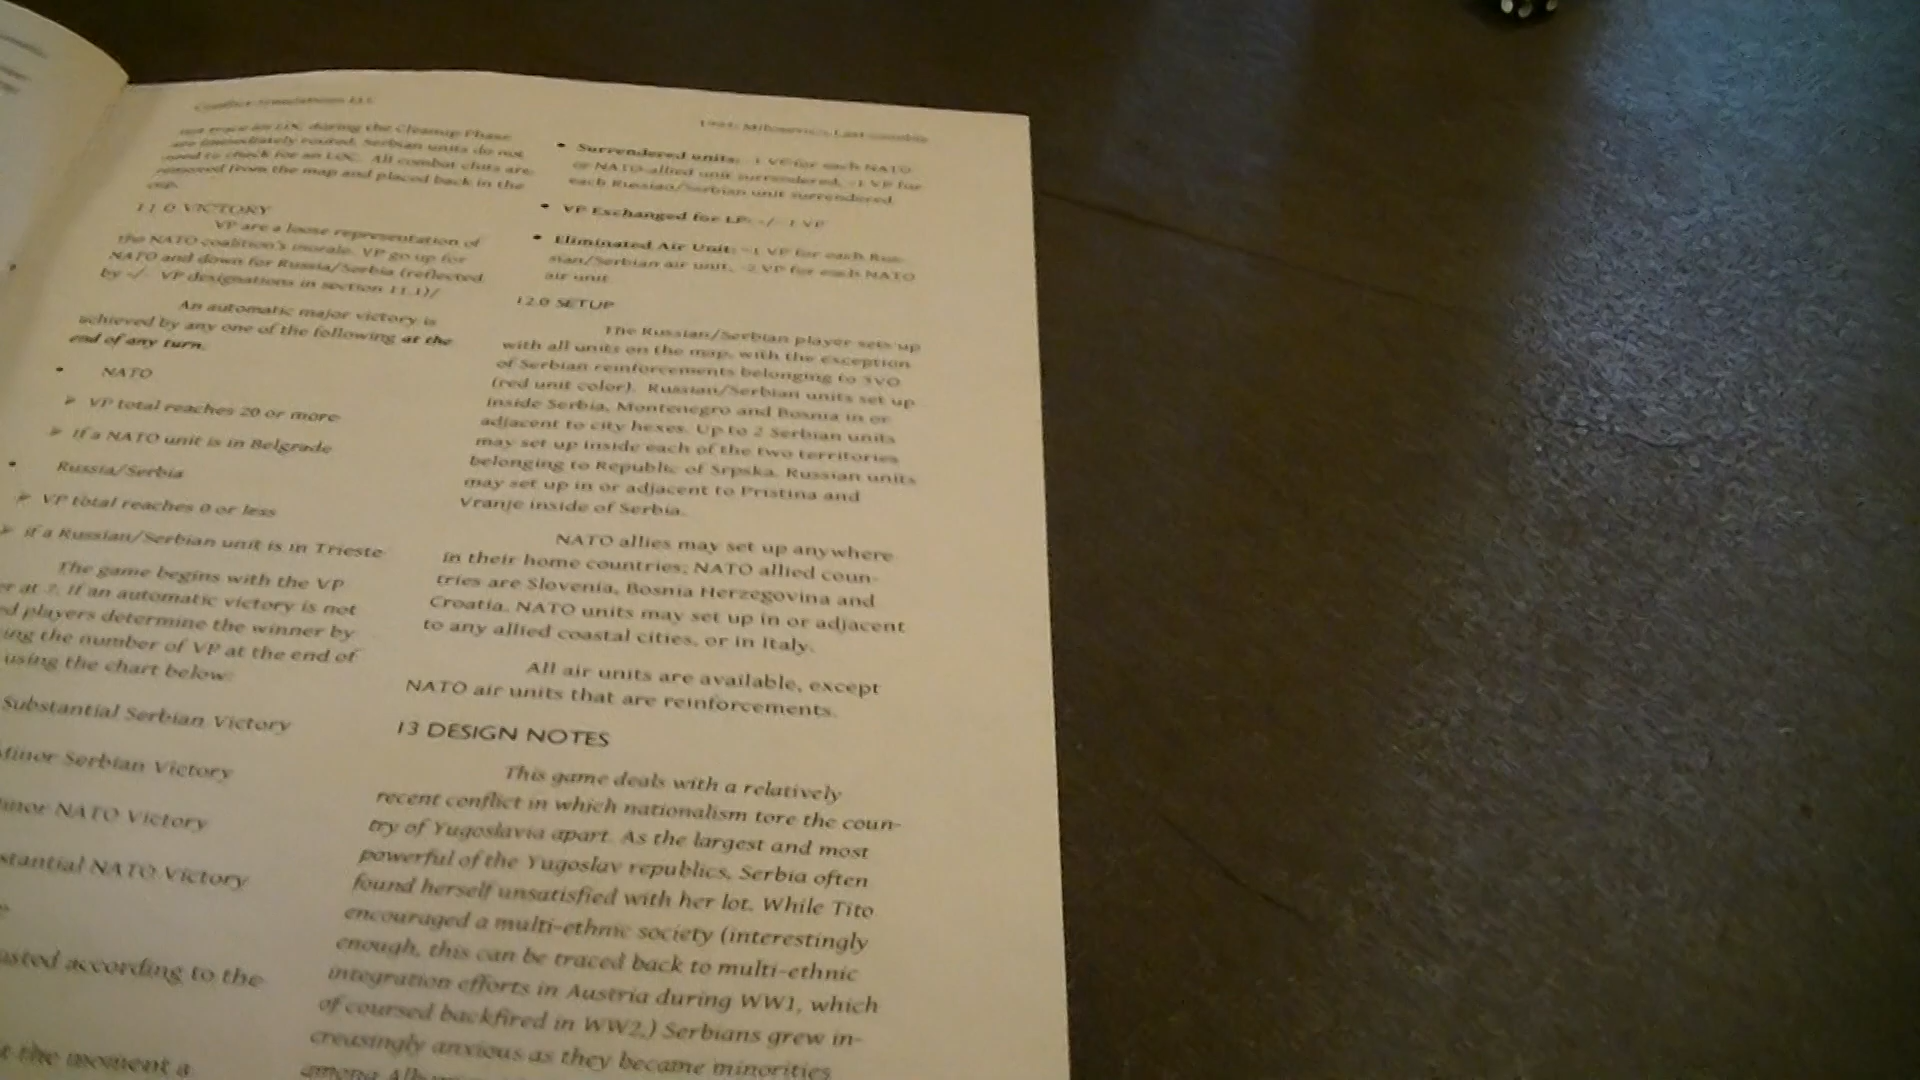 Conflict Simulations LLC
not trace an LOC during the Cleanup Phase
are immediately routed. Serbian units do not
need to check for an LOC. All combat chits are
removed from the map and placed back in the
cup.
11.0 VICTORY
VP are a loose representation of
the NATO coalition's morale. VP go up for
NATO and down for Russia/Serbia (reflected
by VP designations in section 11.1)/
An automatic major victory is
achieved by any one of the following at the
end of any turn.
• NATO
➢ VP total reaches 20 or more
➢ if a NATO unit is in Belgrade
• Russia/Serbia
➢ VP total reaches 0 or less
➢ if a Russian/Serbian unit is in Trieste
The game begins with the VP
at 7. If an automatic victory is not
players determine the winner by
the number of VP at the end of
using the chart below:
Substantial Serbian Victory
Minor Serbian Victory
NATO Victory
NATO Victory
according to the
the moment a
Milosevic's Last Gamble
• Surrendered units: 1 VP for each NATO
or NATO-allied unit surrendered, -1 VP for
each Russian/Serbian unit surrendered
• VP Exchanged for LP: -/- 1 VP
• Eliminated Air Unit: -1 VP for each Rus-
sian/Serbian air unit, -2 VP for each NATO
air unit
12.0 SETUP
The Russian/Serbian player sets up
with all units on the map, with the exception
of Serbian reinforcements belonging to SVO
(red unit color). Russian/Serbian units set up
inside Serbia, Montenegro and Bosnia in or
adjacent to city hexes. Up to 2 Serbian units
may set up inside each of the two territories
belonging to Republic of Srpska. Russian units
may set up in or adjacent to Pristina and
Vranje inside of Serbia.
NATO allies may set up anywhere
in their home countries; NATO allied coun-
tries are Slovenia, Bosnia Herzegovina and
Croatia. NATO units may set up in or adjacent
to any allied coastal cities, or in Italy.
All air units are available, except
NATO air units that are reinforcements.
13 DESIGN NOTES
This game deals with a relatively
recent conflict in which nationalism tore the coun-
try of Yugoslavia apart. As the largest and most
powerful of the Yugoslav republics, Serbia often
found herself unsatisfied with her lot. While Tito
encouraged a multi-ethnic society (interestingly
enough, this can be traced back to multi-ethnic
integration efforts in Austria during WW1, which
of coursed backfired in WW2,) Serbians grew in-
creasingly anxious as they became minorities
among